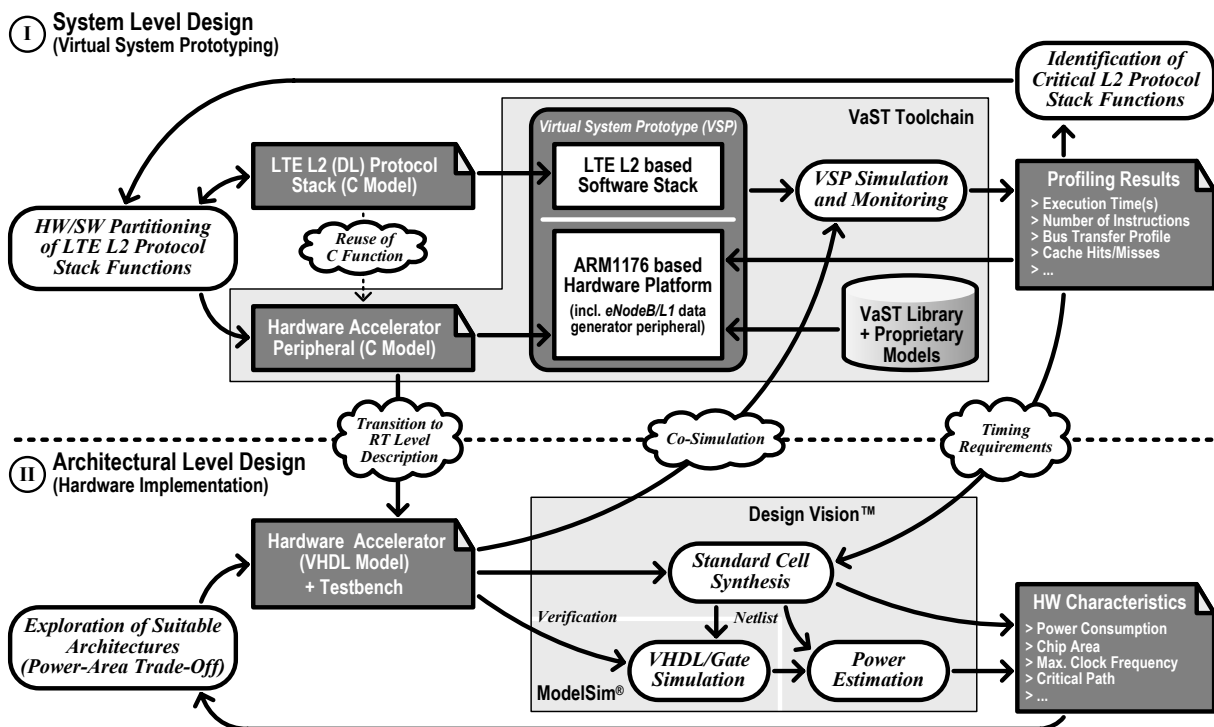 I System Level Design
(Virtual System Prototyping)
Identification of
Critical L2 Protocol
Stack Functions
VaST Toolchain
Virtual System Prototype (VSP)
LTE L2 (DL) Protocol
Stack (C Model)
LTE L2 based
Software Stack
VSP Simulation
and Monitoring
Profiling Results
> Execution Time(s)
> Number of Instructions
> Bus Transfer Profile
> Cache Hits/Misses
> ...
HW/SW Partitioning
of LTE L2 Protocol
Stack Functions
Reuse of
C Function
ARM1176 based
Hardware Platform
(incl. eNodeB/L1 data
generator peripheral)
Hardware Accelerator
Peripheral (C Model)
VaST Library
+ Proprietary
Models
Transition to
RT Level
Description
Co-Simulation
Timing
Requirements
II Architectural Level Design
(Hardware Implementation)
Design Vision™
Hardware Accelerator
(VHDL Model)
+ Testbench
Standard Cell
Synthesis
Exploration of Suitable
Architectures
(Power-Area Trade-Off)
Verification
Netlist
VHDL/Gate
Simulation
Power
Estimation
ModelSim®
HW Characteristics
> Power Consumption
> Chip Area
> Max. Clock Frequency
> Critical Path
> ...